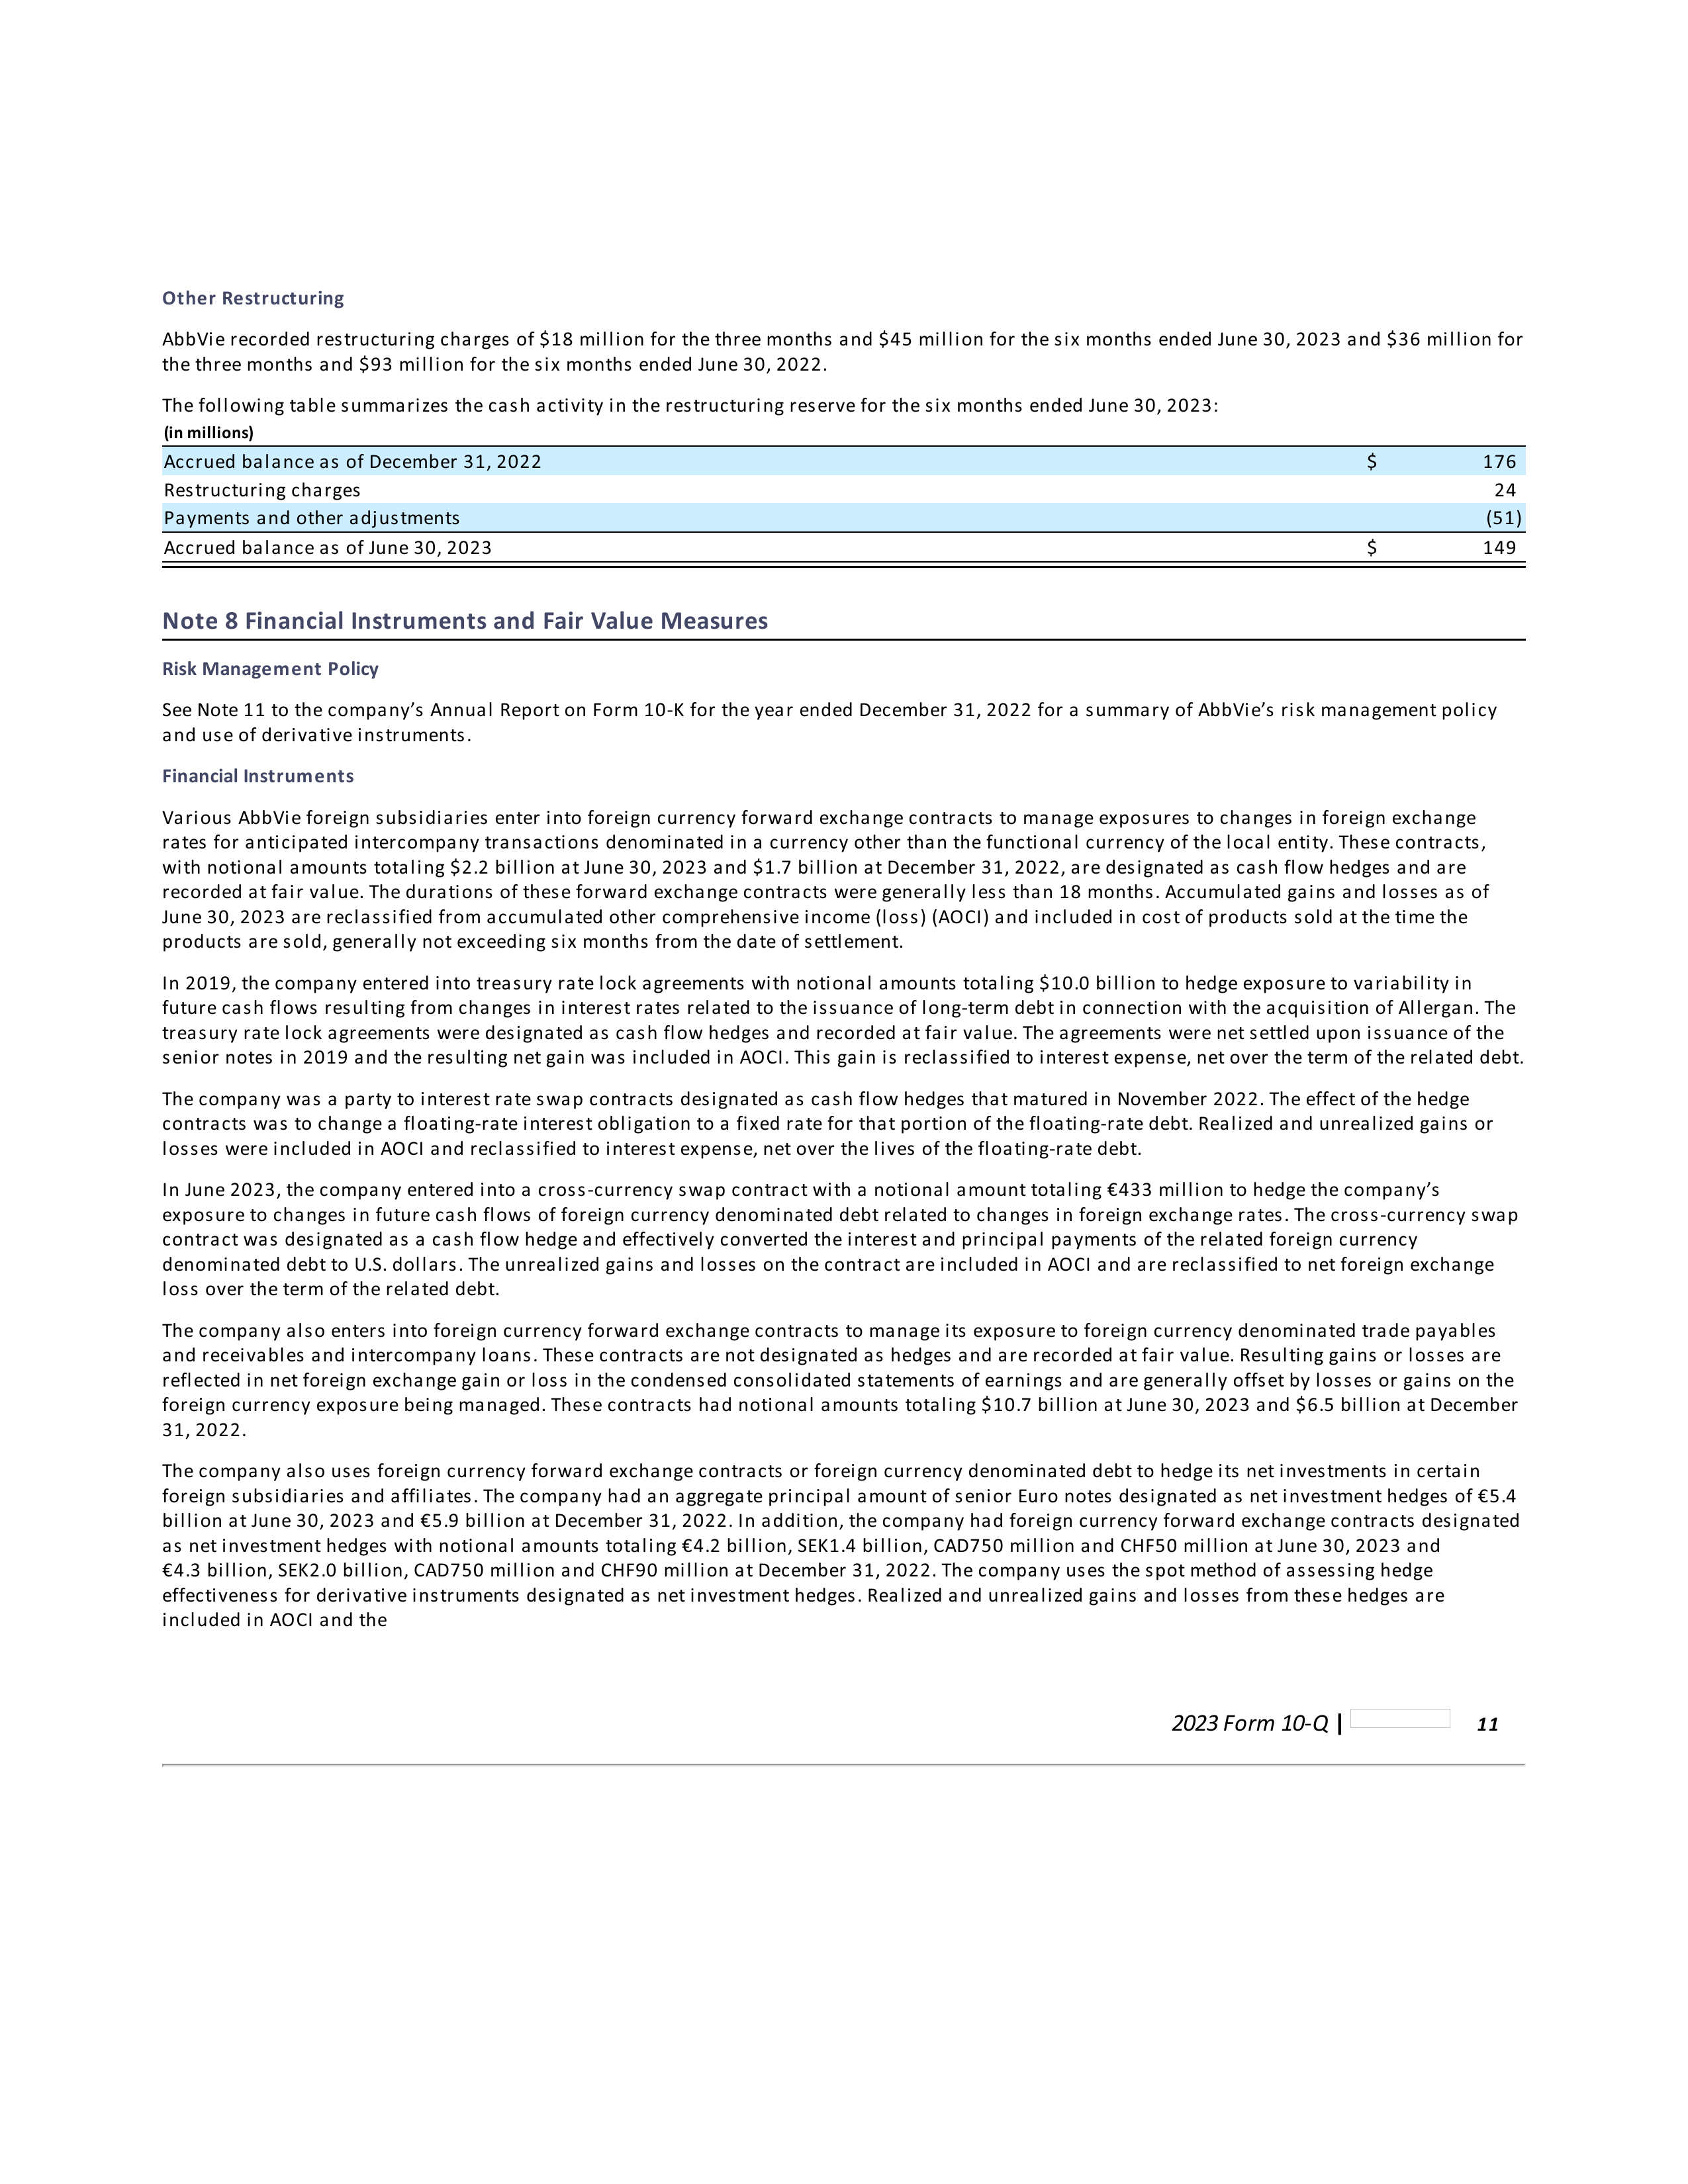 Other Restructuring
AbbVie recorded restructuring charges of $18 million for the three months and $45 million for the six months ended June 30, 2023 and $36 million for
the three months and $93 million for the six months ended June 30, 2022.
The following table summarizes the cash activity in the restructuring reserve for the six months ended June 30, 2023:
(in millions)
Accrued balance as of December 31, 2022 $ 176
Restructuring charges 24
Payments and other adjustments (51)
Accrued balance as of June 30, 2023 $ 149
Note 8 Financial Instruments and Fair Value Measures
Risk Management Policy
See Note 11 to the company’s Annual Report on Form 10-K for the year ended December 31, 2022 for a summary of AbbVie’s risk management policy
and use of derivative instruments.
Financial Instruments
Various AbbVie foreign subsidiaries enter into foreign currency forward exchange contracts to manage exposures to changes in foreign exchange
rates for anticipated intercompany transactions denominated in a currency other than the functional currency of the local entity. These contracts,
with notional amounts totaling $2.2 billion at June 30, 2023 and $1.7 billion at December 31, 2022, are designated as cash flow hedges and are
recorded at fair value. The durations of these forward exchange contracts were generally less than 18 months. Accumulated gains and losses as of
June 30, 2023 are reclassified from accumulated other comprehensive income (loss) (AOCI) and included in cost of products sold at the time the
products are sold, generally not exceeding six months from the date of settlement.
In 2019, the company entered into treasury rate lock agreements with notional amounts totaling $10.0 billion to hedge exposure to variability in
future cash flows resulting from changes in interest rates related to the issuance of long-term debt in connection with the acquisition of Allergan. The
treasury rate lock agreements were designated as cash flow hedges and recorded at fair value. The agreements were net settled upon issuance of the
senior notes in 2019 and the resulting net gain was included in AOCI. This gain is reclassified to interest expense, net over the term of the related debt.
The company was a party to interest rate swap contracts designated as cash flow hedges that matured in November 2022. The effect of the hedge
contracts was to change a floating-rate interest obligation to a fixed rate for that portion of the floating-rate debt. Realized and unrealized gains or
losses were included in AOCI and reclassified to interest expense, net over the lives of the floating-rate debt.
In June 2023, the company entered into a cross-currency swap contract with a notional amount totaling €433 million to hedge the company’s
exposure to changes in future cash flows of foreign currency denominated debt related to changes in foreign exchange rates. The cross-currency swap
contract was designated as a cash flow hedge and effectively converted the interest and principal payments of the related foreign currency
denominated debt to U.S. dollars. The unrealized gains and losses on the contract are included in AOCI and are reclassified to net foreign exchange
loss over the term of the related debt.
The company also enters into foreign currency forward exchange contracts to manage its exposure to foreign currency denominated trade payables
and receivables and intercompany loans. These contracts are not designated as hedges and are recorded at fair value. Resulting gains or losses are
reflected in net foreign exchange gain or loss in the condensed consolidated statements of earnings and are generally offset by losses or gains on the
foreign currency exposure being managed. These contracts had notional amounts totaling $10.7 billion at June 30, 2023 and $6.5 billion at December
31, 2022.
The company also uses foreign currency forward exchange contracts or foreign currency denominated debt to hedge its net investments in certain
foreign subsidiaries and affiliates. The company had an aggregate principal amount of senior Euro notes designated as net investment hedges of €5.4
billion at June 30, 2023 and €5.9 billion at December 31, 2022. In addition, the company had foreign currency forward exchange contracts designated
as net investment hedges with notional amounts totaling €4.2 billion, SEK1.4 billion, CAD750 million and CHF50 million at June 30, 2023 and
€4.3 billion, SEK2.0 billion, CAD750 million and CHF90 million at December 31, 2022. The company uses the spot method of assessing hedge
effectiveness for derivative instruments designated as net investment hedges. Realized and unrealized gains and losses from these hedges are
included in AOCI and the
2023 Form 10-Q | 11